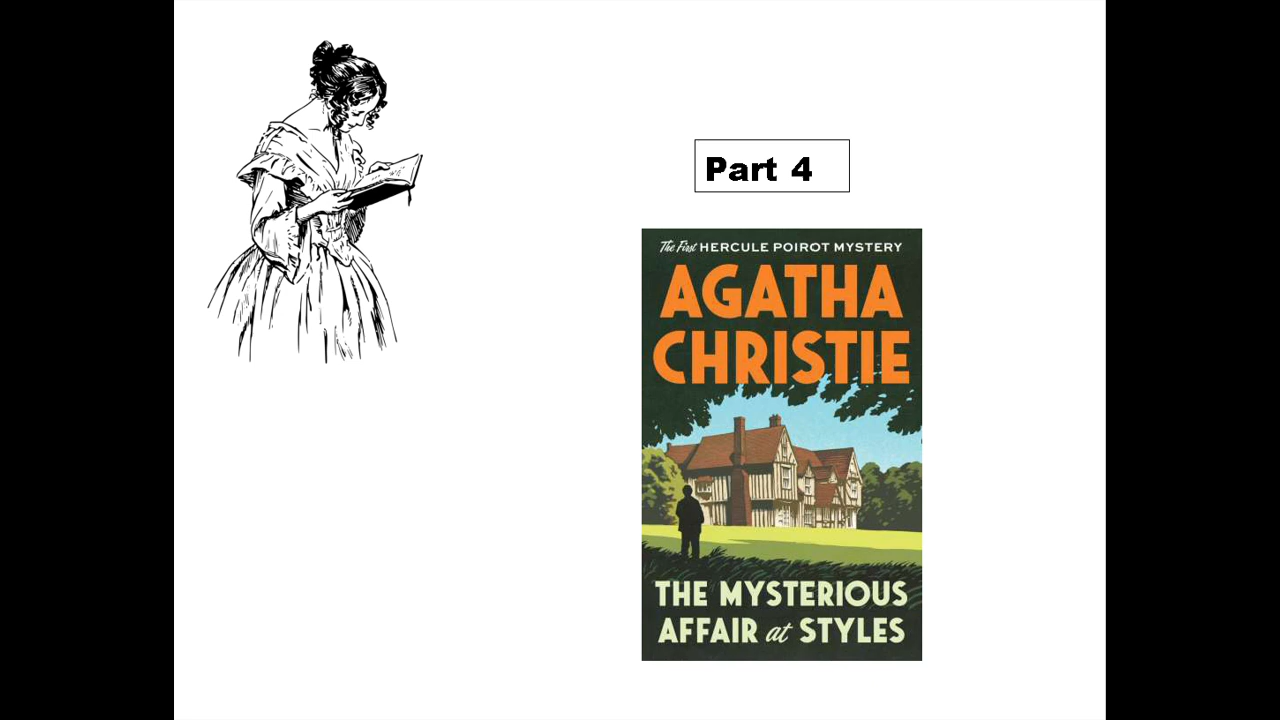 Part 4
The First HERCULE POIROT MYSTERY
AGATHA
CHRISTIE
THE MYSTERIOUS
AFFAIR at STYLES